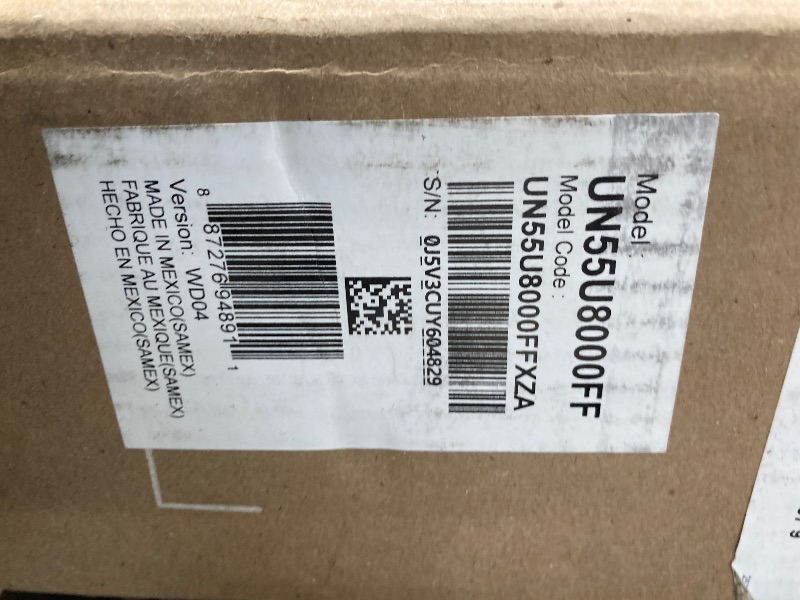 Model :
UN55U8000FF
Model Code :
UN55U8000FFXZA
S/N: 0J5V3CUY604829
8 87276 94891 1
Version: WD04
MADE IN MEXICO(SAMEX)
FABRIQUE AU MEXIQUE(SAMEX)
HECHO EN MEXICO(SAMEX)